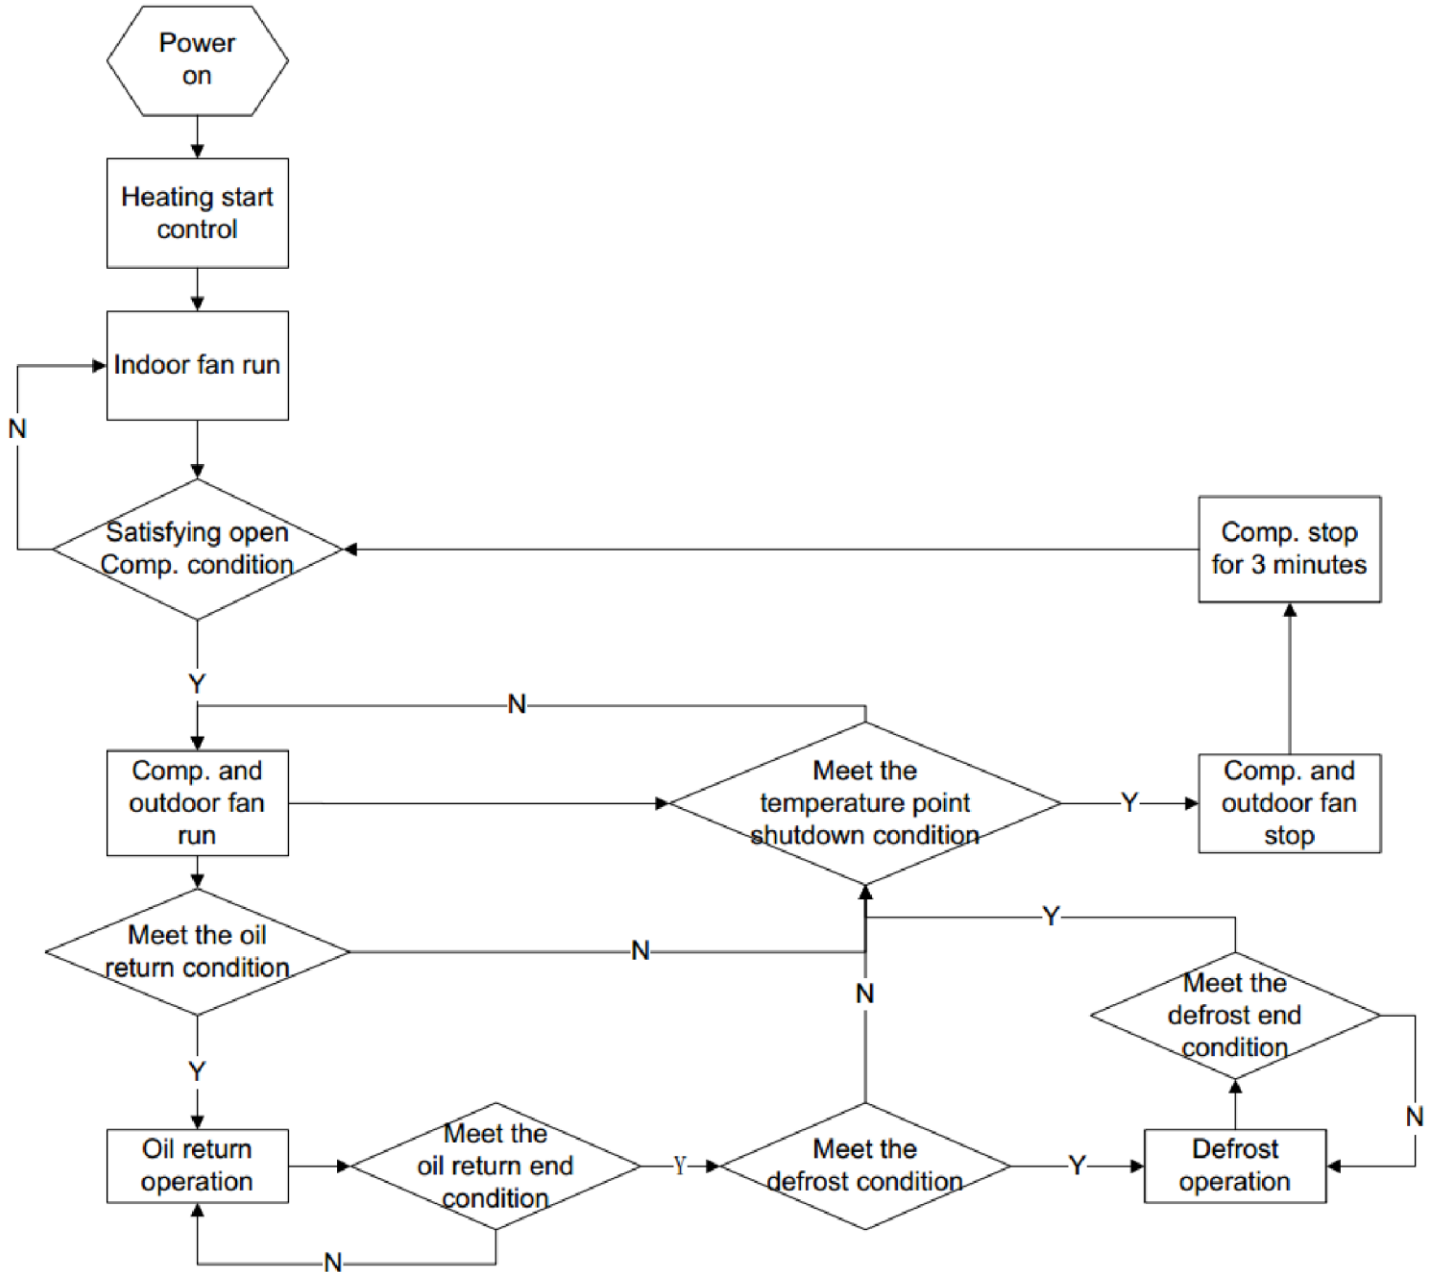 Power
on
Heating start
control
Indoor fan run
N
Satisfying open
Comp. condition
Comp. stop
for 3 minutes
Y
N
Comp. and
outdoor fan
run
Meet the
temperature point
shutdown condition
Y
Comp. and
outdoor fan
stop
Meet the oil
return condition
N
Y
N
Meet the
defrost end
condition
Y
N
Oil return
operation
Meet the
oil return end
condition
Y
Meet the
defrost condition
Y
Defrost
operation
N